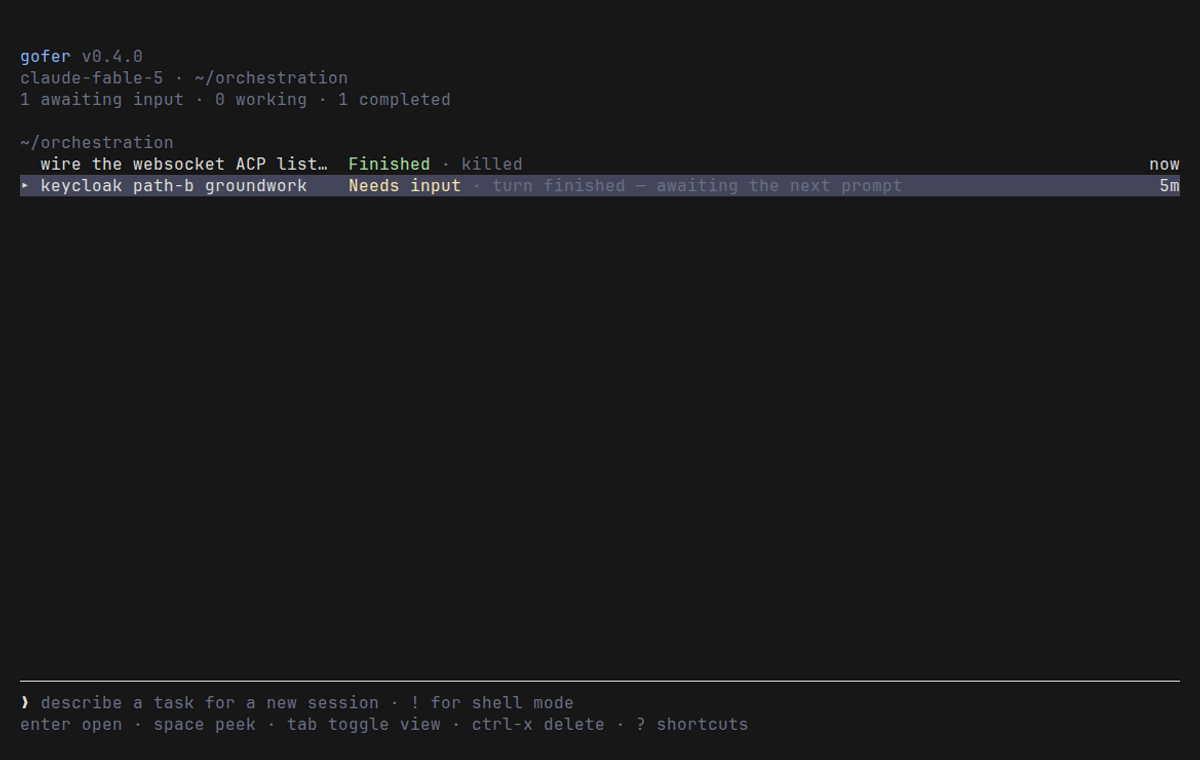 gofer v0.4.0
claude-fable-5 · ~/orchestration
1 awaiting input · 0 working · 1 completed
~/orchestration
wire the websocket ACP list… Finished · killed now
▸ keycloak path-b groundwork Needs input · turn finished — awaiting the next prompt 5m
❯ describe a task for a new session · ! for shell mode
enter open · space peek · tab toggle view · ctrl-x delete · ? shortcuts